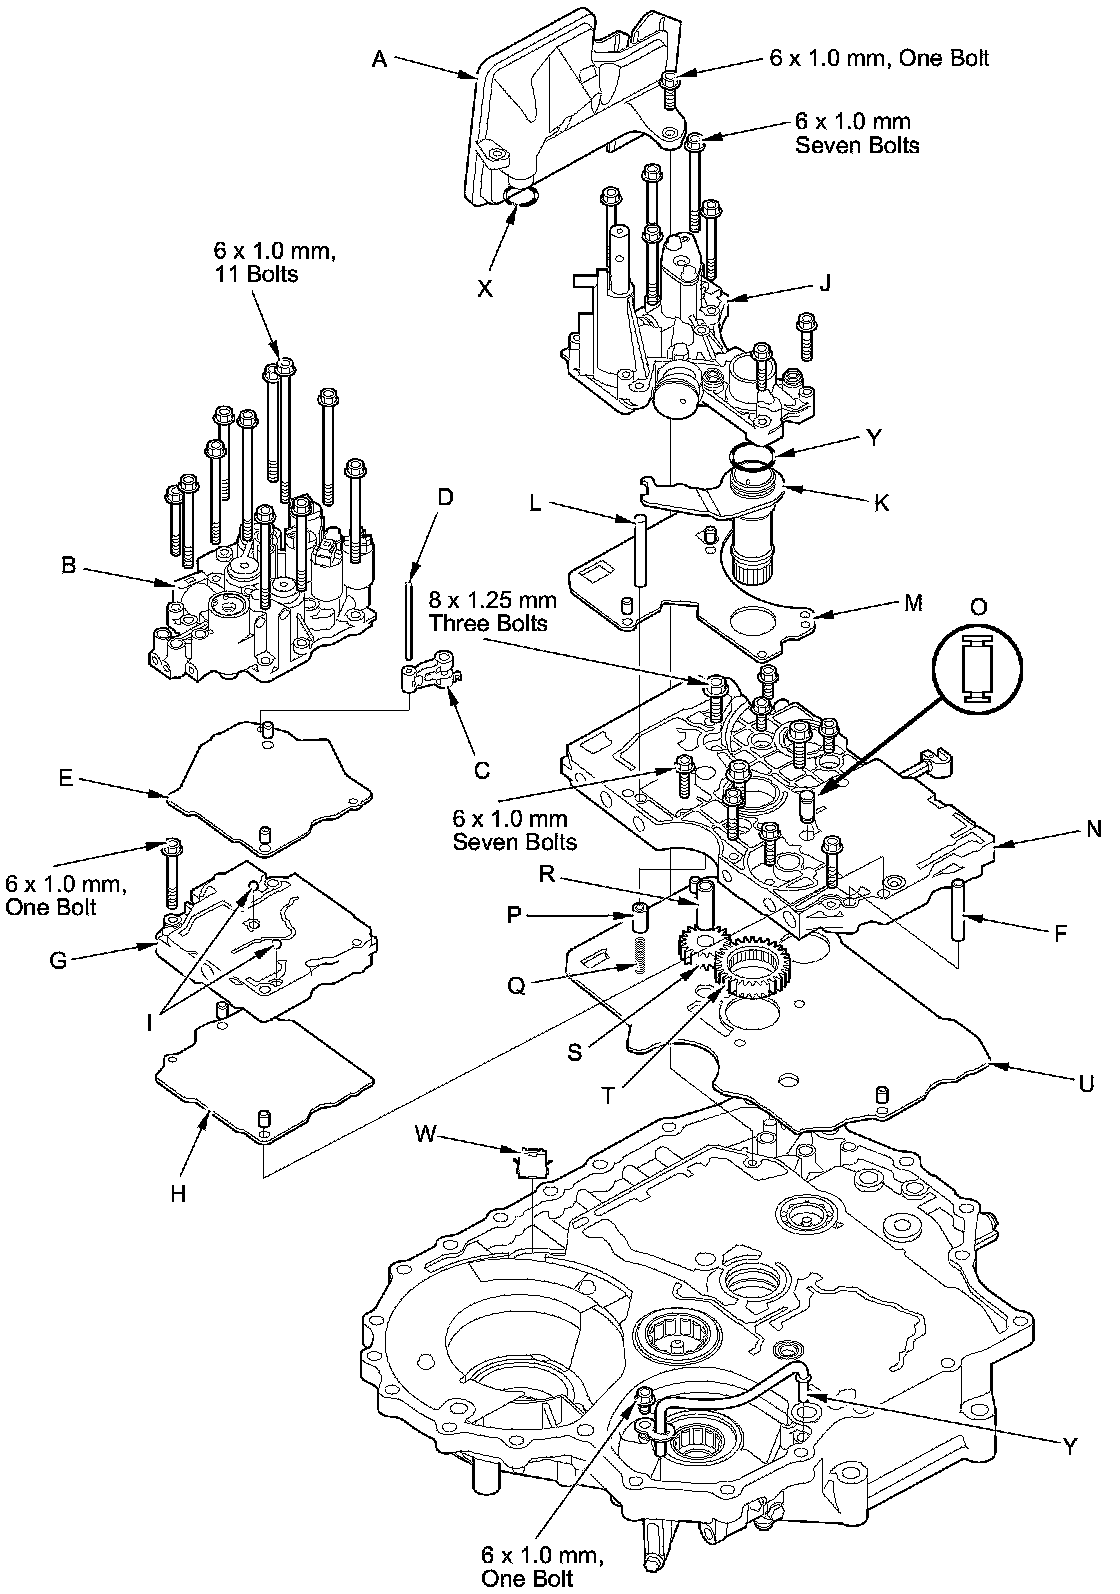 A
6 x 1.0 mm, One Bolt
6 x 1.0 mm
Seven Bolts
6 x 1.0 mm,
11 Bolts
X
J
Y
D
L
K
B
8 x 1.25 mm
Three Bolts
M
O
C
E
6 x 1.0 mm
Seven Bolts
N
6 x 1.0 mm,
One Bolt
R
P
F
G
Q
I
S
T
U
W
H
Y
6 x 1.0 mm,
One Bolt